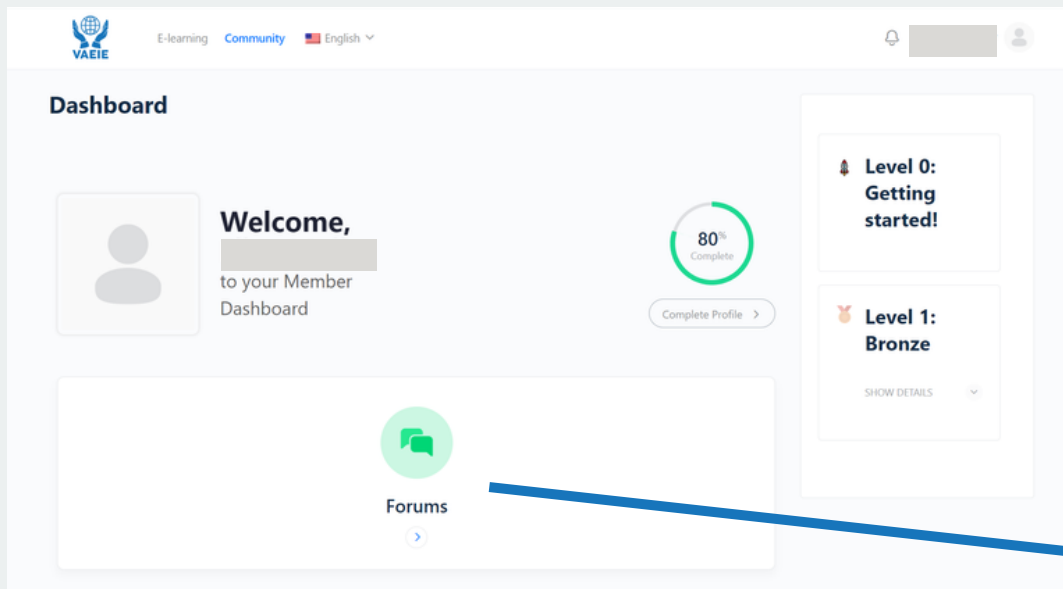 VAEIE
E-learning Community English
Dashboard
Welcome,
to your Member
Dashboard
80%
Complete
Complete Profile
Forums
Level 0:
Getting
started!
Level 1:
Bronze
SHOW DETAILS